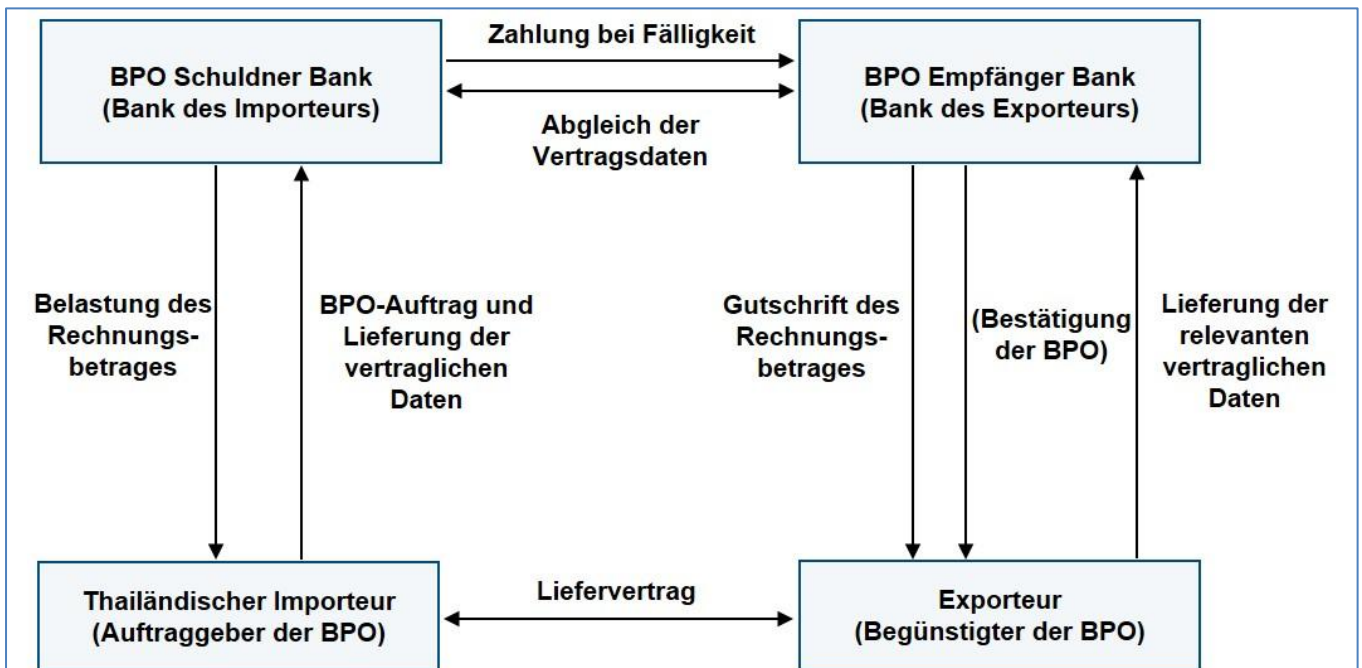 BPO Schuldner Bank
(Bank des Importeurs)
Zahlung bei Fälligkeit
Abgleich der
Vertragsdaten
BPO Empfänger Bank
(Bank des Exporteurs)
Belastung des
Rechnungs-
betrages
BPO-Auftrag und
Lieferung der
vertraglichen
Daten
Gutschrift des
Rechnungs-
betrages
(Bestätigung
der BPO)
Lieferung der
relevanten
vertraglichen
Daten
Thailändischer Importeur
(Auftraggeber der BPO)
Liefervertrag
Exporteur
(Begünstigter der BPO)